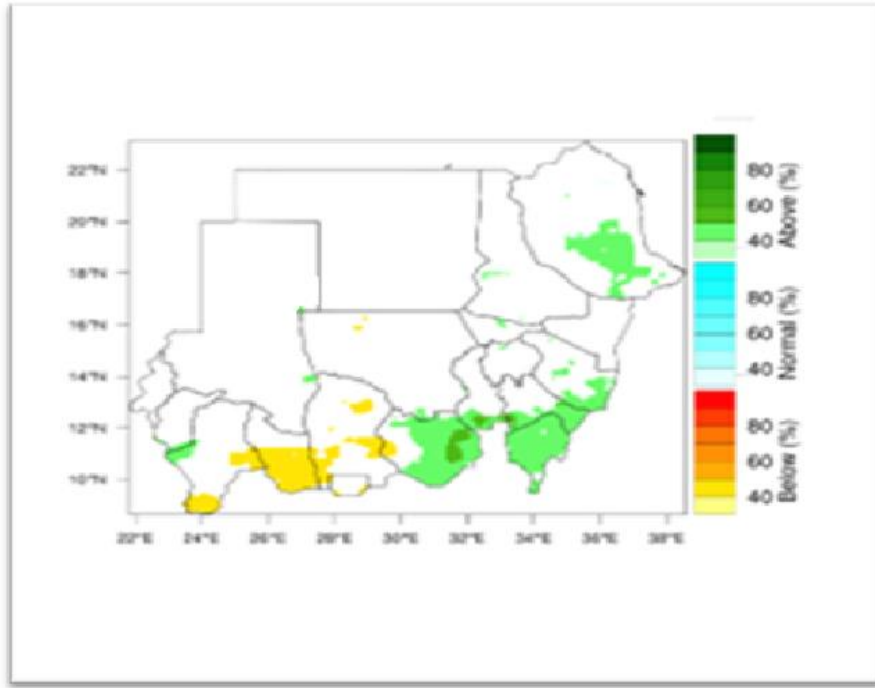 22°N
20°N
18°N
16°N
14°N
12°N
10°N
22°E
24°E
26°E
28°E
30°E
32°E
34°E
36°E
38°E
80
60
40
Above (%)
80
60
40
Normal (%)
80
60
40
Below (%)